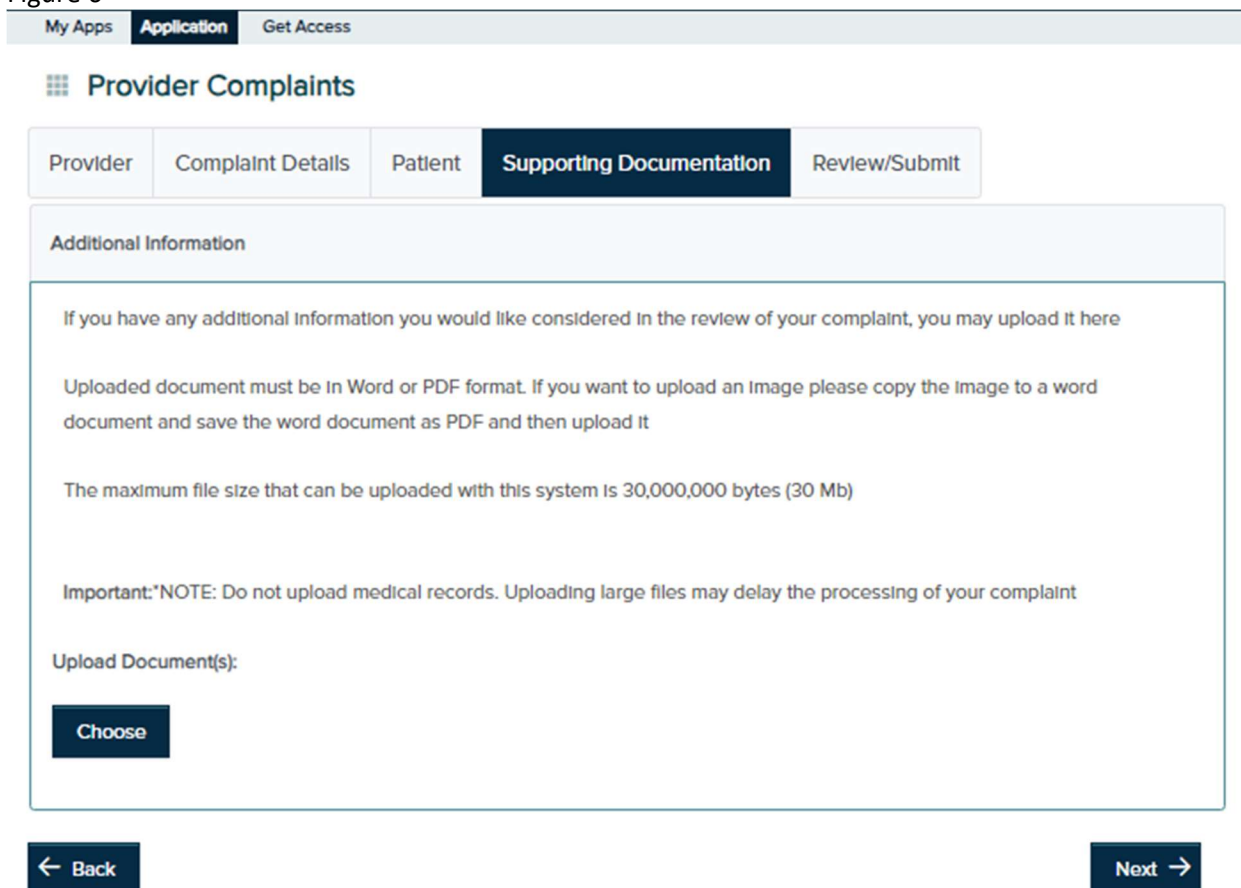 My Apps Application Get Access
Provider Complaints
Provider Complaint Details Patient Supporting Documentation Review/Submit
Additional Information
If you have any additional information you would like considered in the review of your complaint, you may upload it here
Uploaded document must be in Word or PDF format. If you want to upload an image please copy the image to a word
document and save the word document as PDF and then upload it
The maximum file size that can be uploaded with this system is 30,000,000 bytes (30 Mb)
Important:*NOTE: Do not upload medical records. Uploading large files may delay the processing of your complaint
Upload Document(s):
Choose
← Back Next →